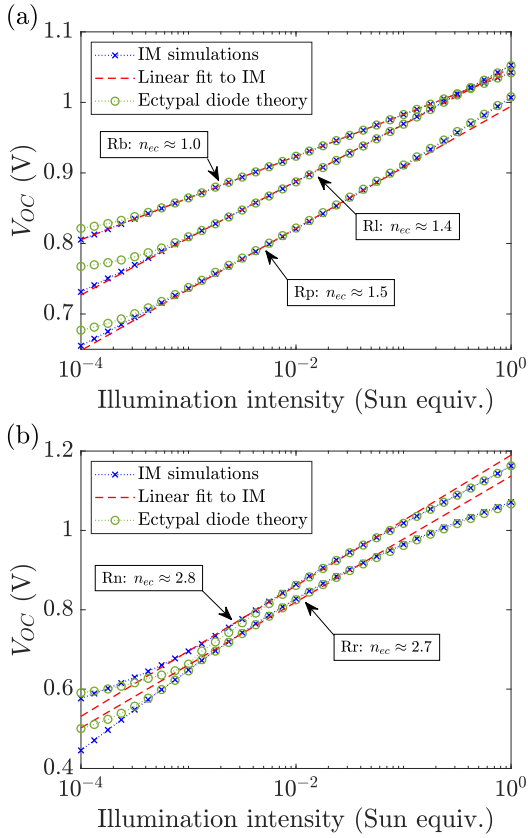 (a)
1.1
1
0.9
0.8
0.7
V_OC (V)
IM simulations
Linear fit to IM
Ectypal diode theory
Rb: n_ec ≈ 1.0
Rl: n_ec ≈ 1.4
Rp: n_ec ≈ 1.5
10^−4 10^−2 10^0
Illumination intensity (Sun equiv.)
(b)
1.2
1
0.8
0.6
0.4
V_OC (V)
IM simulations
Linear fit to IM
Ectypal diode theory
Rn: n_ec ≈ 2.8
Rr: n_ec ≈ 2.7
10^−4 10^−2 10^0
Illumination intensity (Sun equiv.)